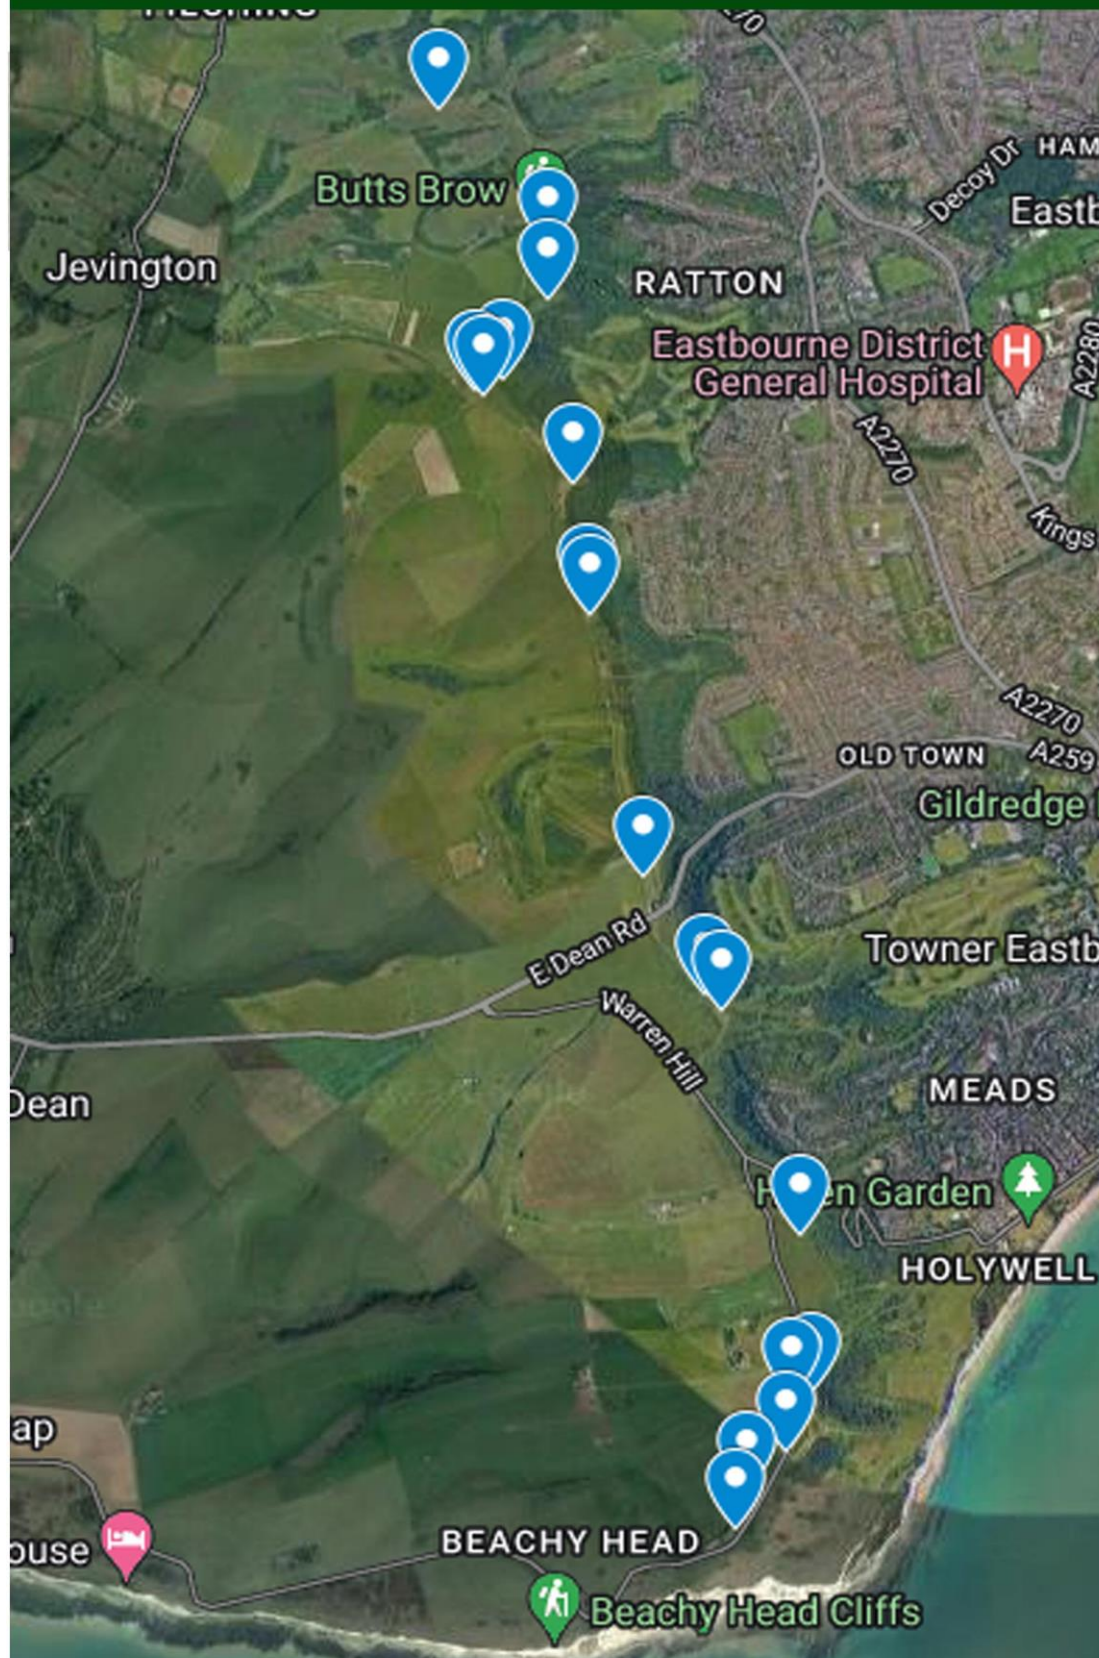 Butts Brow
Decoy Dr
HAM
Eastb
Jevington
RATTON
Eastbourne District
General Hospital
A2280
A2270
Kings
A2270
OLD TOWN
A259
Gildredge
E Dean Rd
Towner Eastb
Warren Hill
Dean
MEADS
en Garden
HOLYWELL
ap
BEACHY HEAD
ouse
Beachy Head Cliffs